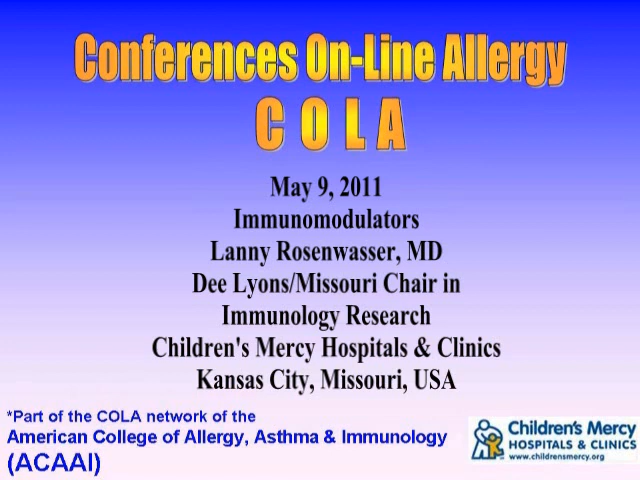 Conferences On-Line Allergy
C O L A
May 9, 2011
Immunomodulators
Lanny Rosenwasser, MD
Dee Lyons/Missouri Chair in
Immunology Research
Children's Mercy Hospitals & Clinics
Kansas City, Missouri, USA
*Part of the COLA network of the
American College of Allergy, Asthma & Immunology
(ACAAI)
Children's Mercy
HOSPITALS & CLINICS
www.childrensmercy.org